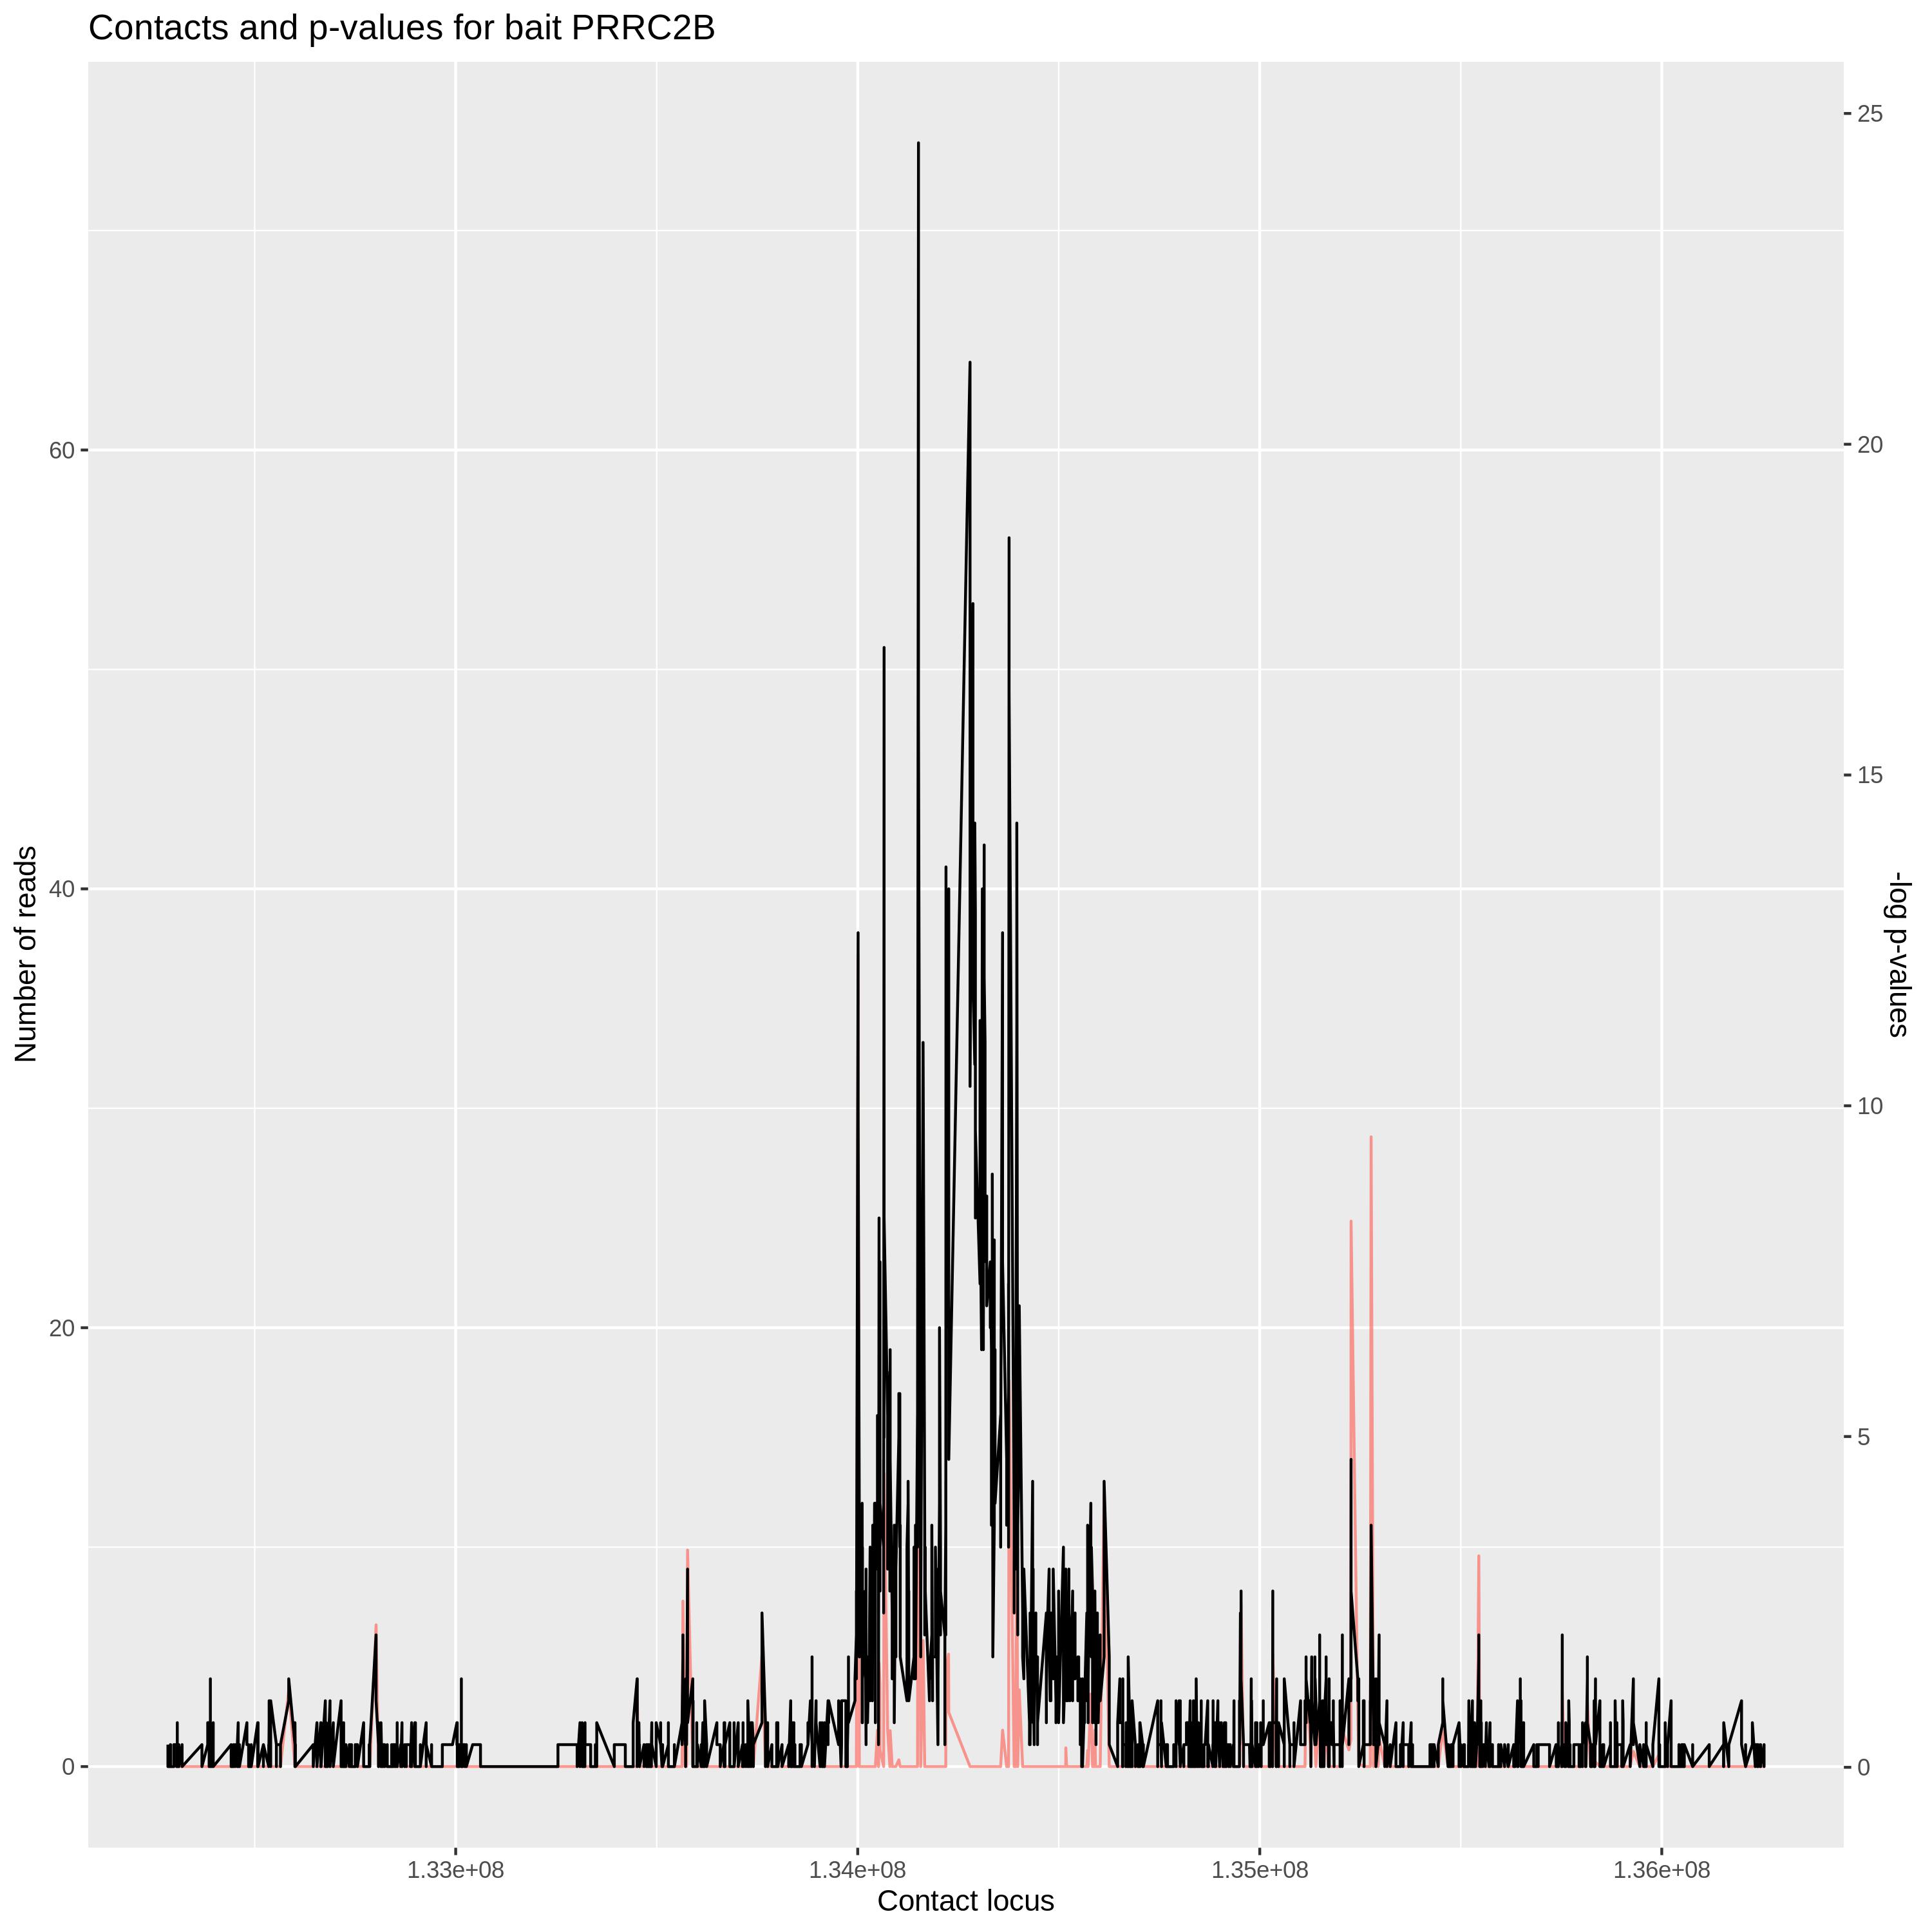 Contacts and p-values for bait PRRC2B
Number of reads
60
40
20
0
25
20
15
10
5
0
-log p-values
1.33e+08
1.34e+08
1.35e+08
1.36e+08
Contact locus